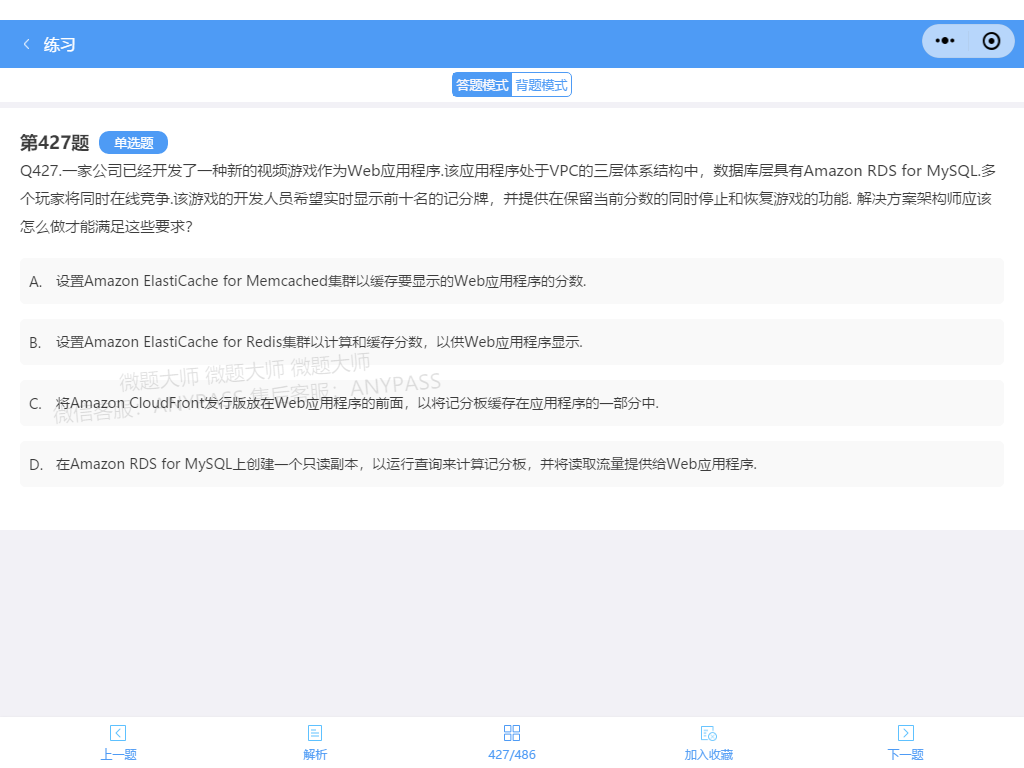 练习
答题模式 背题模式
第427题 单选题
Q427.一家公司已经开发了一种新的视频游戏作为Web应用程序.该应用程序处于VPC的三层体系结构中，数据库层具有Amazon RDS for MySQL.多
个玩家将同时在线竞争.该游戏的开发人员希望实时显示前十名的记分牌，并提供在保留当前分数的同时停止和恢复游戏的功能. 解决方案架构师应该
怎么做才能满足这些要求?
A. 设置Amazon ElastiCache for Memcached集群以缓存要显示的Web应用程序的分数.
B. 设置Amazon ElastiCache for Redis集群以计算和缓存分数，以供Web应用程序显示.
微题大师 微题大师 微题大师
微信客服：ANYPASS 售后客服：ANYPASS
C. 将Amazon CloudFront发行版放在Web应用程序的前面，以将记分板缓存在应用程序的一部分中.
D. 在Amazon RDS for MySQL上创建一个只读副本，以运行查询来计算记分板，并将读取流量提供给Web应用程序.
上一题 解析 427/486 加入收藏 下一题